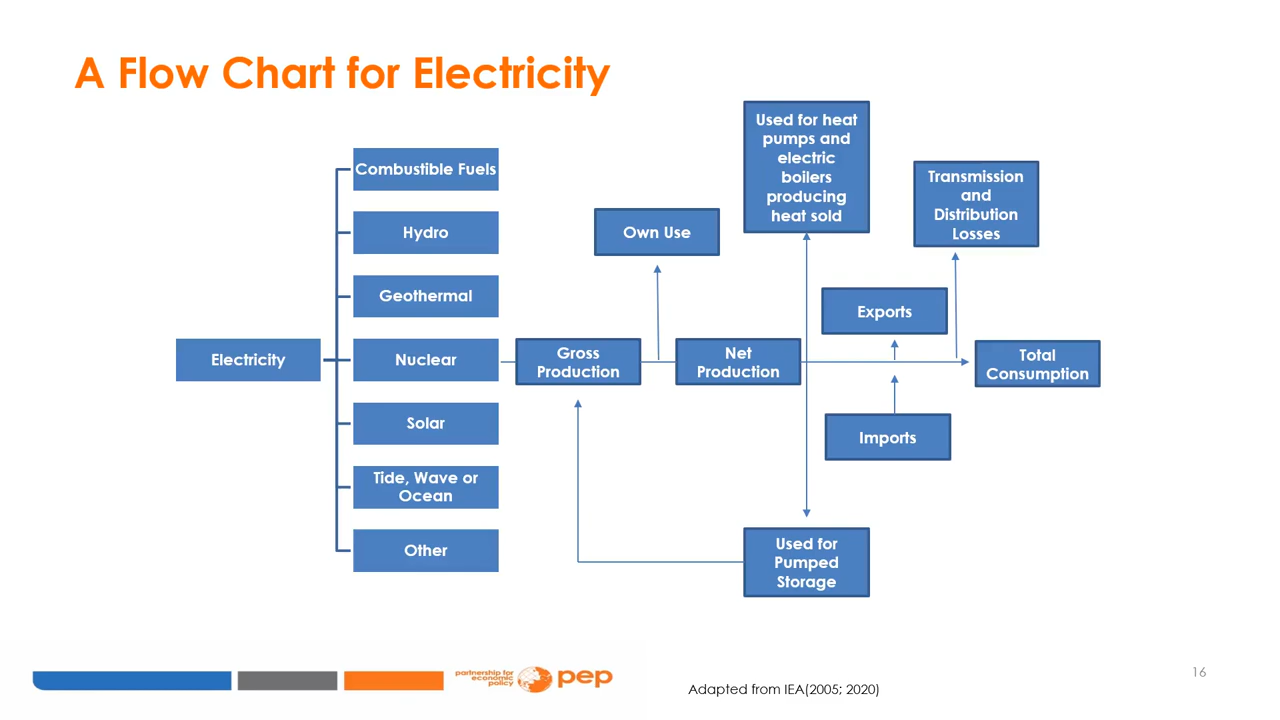 A Flow Chart for Electricity
Used for heat
pumps and
electric
boilers
producing
heat sold
Combustible Fuels
Transmission
and
Distribution
Losses
Hydro
Own Use
Geothermal
Exports
Electricity
Nuclear
Gross
Production
Net
Production
Total
Consumption
Solar
Imports
Tide, Wave or
Ocean
Other
Used for
Pumped
Storage
partnership for
economic
policy
pep
Adapted from IEA(2005; 2020)
16